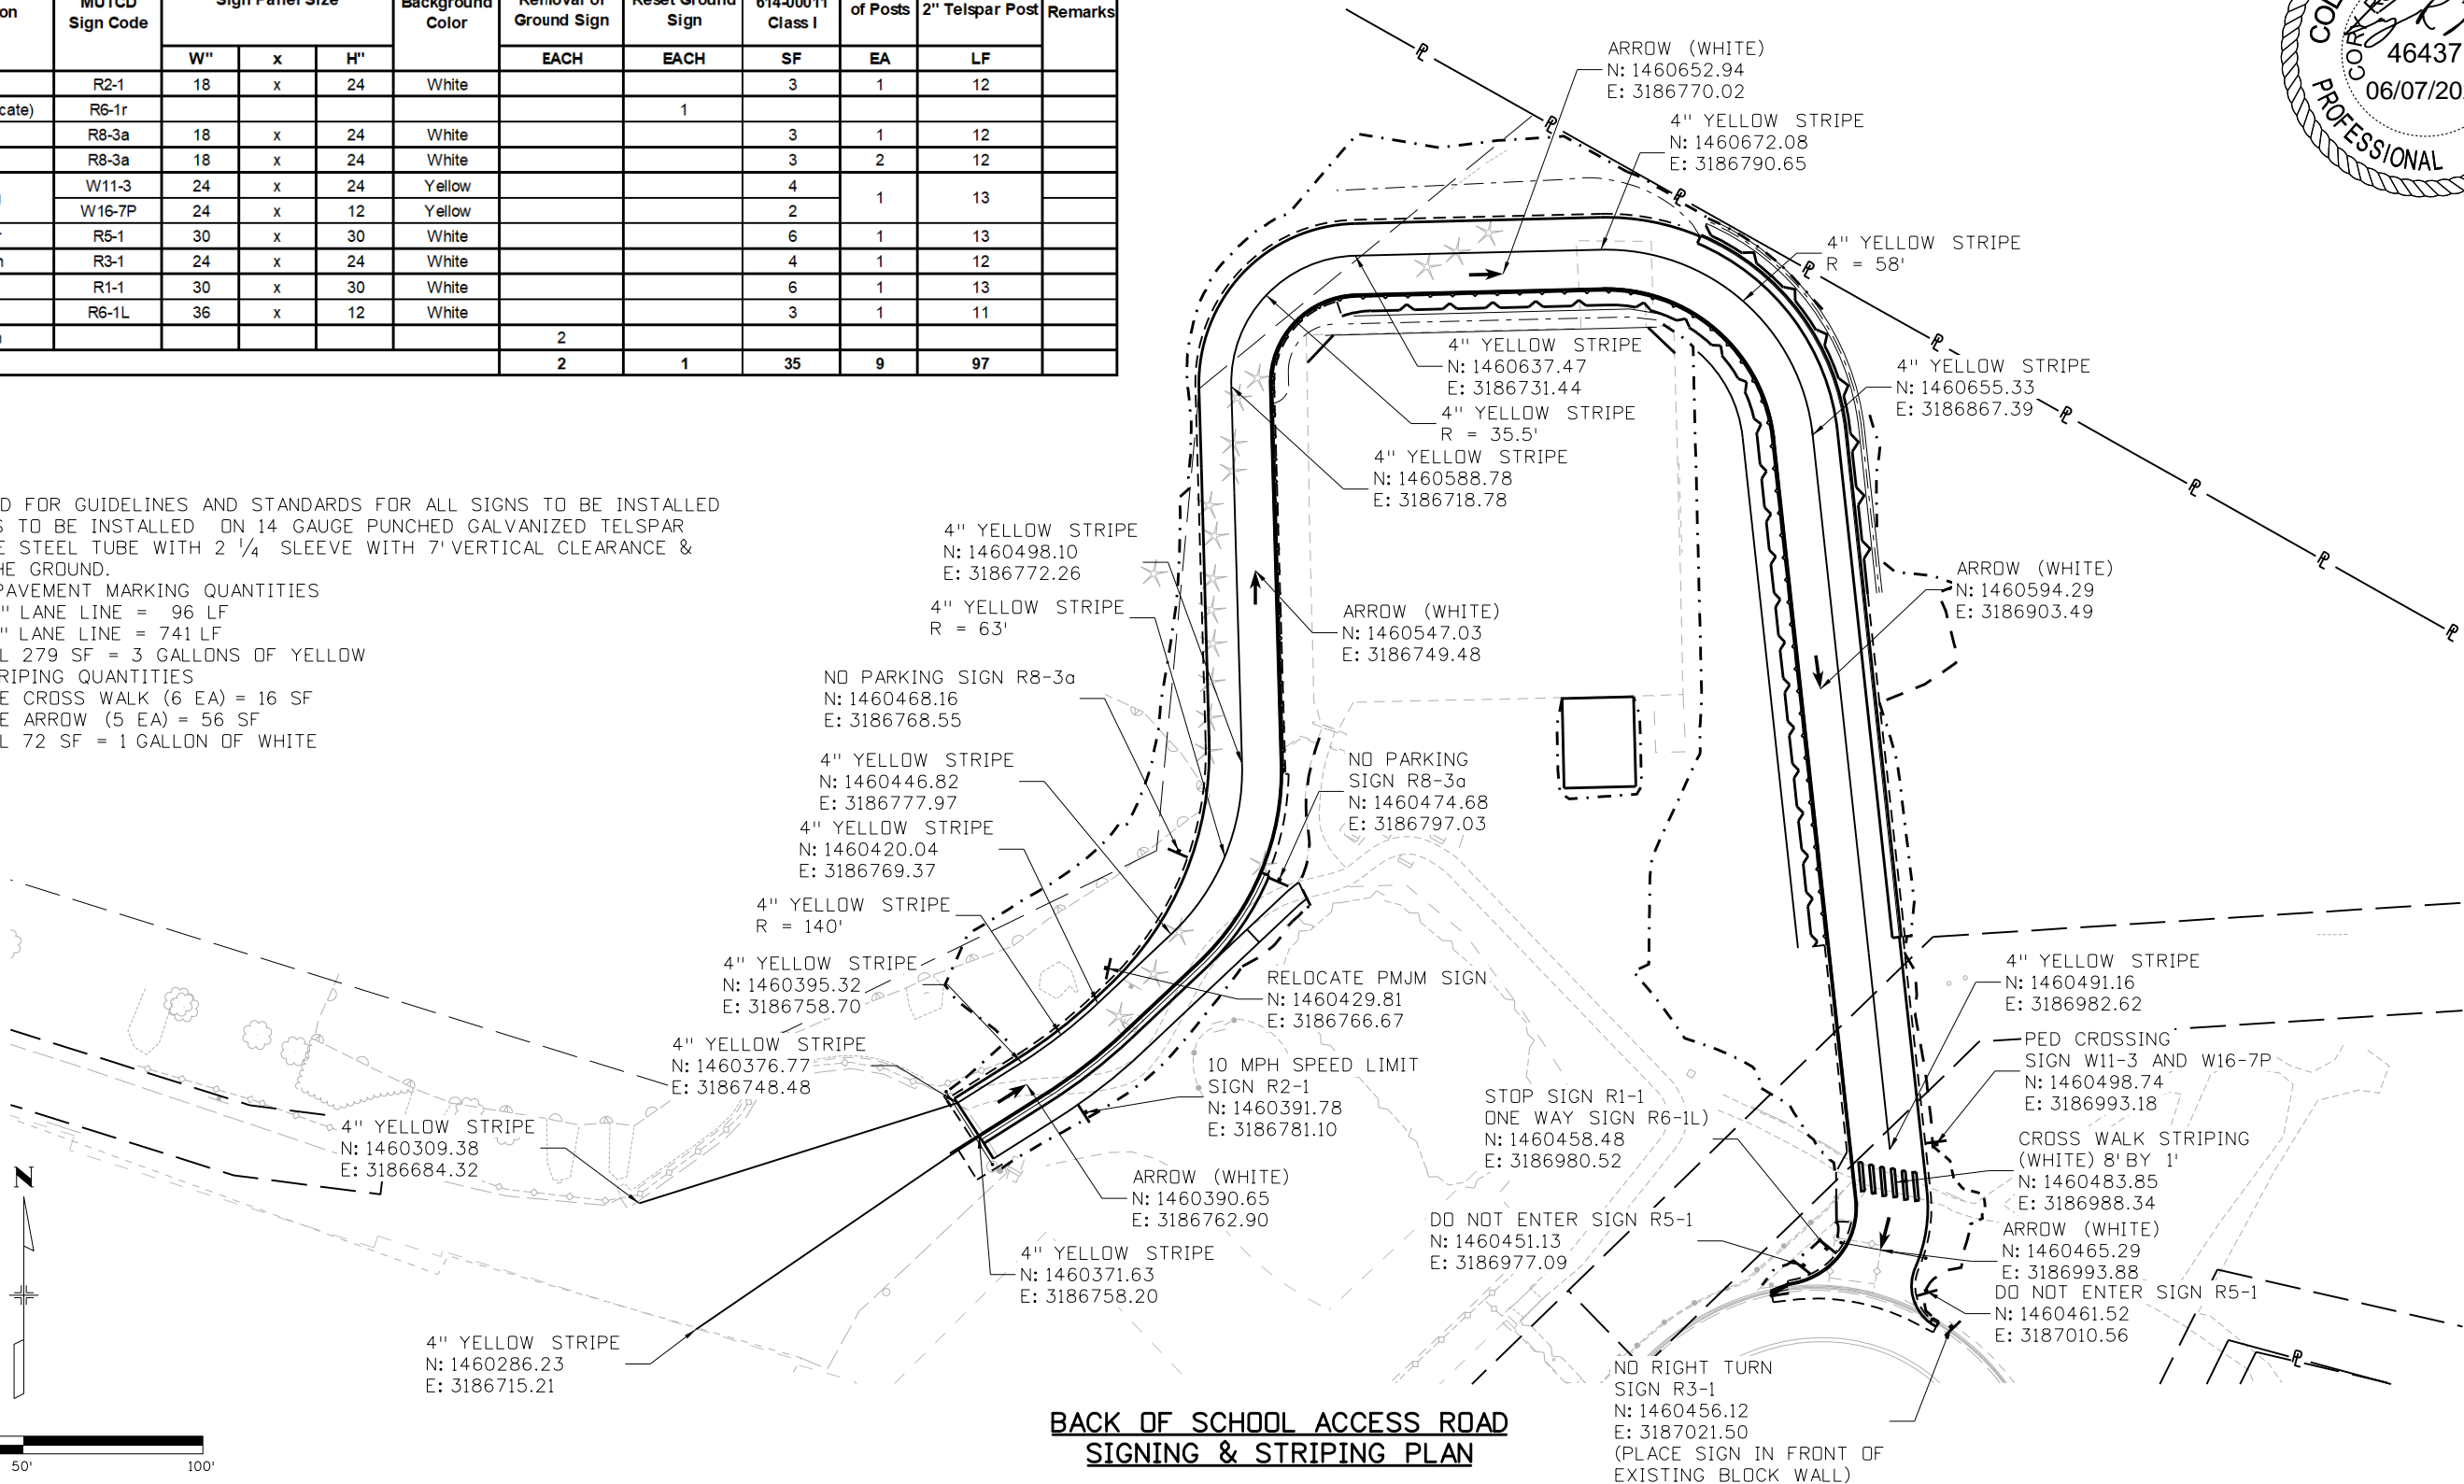 on
MUTCD
Sign Code
Sign Panel Size
Background
Color
Removal of
Ground Sign
Reset Ground
Sign
614-00011
Class I
of Posts
2" Telspar Post
Remarks
W" x H" EACH EACH SF EA LF
R2-1 18 x 24 White 3 1 12
cate) R6-1r 1
R8-3a 18 x 24 White 3 1 12
R8-3a 18 x 24 White 3 2 12
W11-3 24 x 24 Yellow 4 1 13
W16-7P 24 x 12 Yellow 2
R5-1 30 x 30 White 6 1 13
R3-1 24 x 24 White 4 1 12
R1-1 30 x 30 White 6 1 13
R6-1L 36 x 12 White 3 1 11
2
2 1 35 9 97
D FOR GUIDELINES AND STANDARDS FOR ALL SIGNS TO BE INSTALLED
S TO BE INSTALLED ON 14 GAUGE PUNCHED GALVANIZED TELSPAR
E STEEL TUBE WITH 2 1/4 SLEEVE WITH 7' VERTICAL CLEARANCE &
HE GROUND.
PAVEMENT MARKING QUANTITIES
" LANE LINE = 96 LF
" LANE LINE = 741 LF
L 279 SF = 3 GALLONS OF YELLOW
RIPING QUANTITIES
E CROSS WALK (6 EA) = 16 SF
E ARROW (5 EA) = 56 SF
L 72 SF = 1 GALLON OF WHITE
46437
06/07/20
PROFESSIONAL
ARROW (WHITE)
N: 1460652.94
E: 3186770.02
4" YELLOW STRIPE
N: 1460672.08
E: 3186790.65
4" YELLOW STRIPE
R = 58'
4" YELLOW STRIPE
N: 1460655.33
E: 3186867.39
4" YELLOW STRIPE
N: 1460637.47
E: 3186731.44
4" YELLOW STRIPE
R = 35.5'
4" YELLOW STRIPE
N: 1460588.78
E: 3186718.78
4" YELLOW STRIPE
N: 1460498.10
E: 3186772.26
4" YELLOW STRIPE
R = 63'
ARROW (WHITE)
N: 1460547.03
E: 3186749.48
ARROW (WHITE)
N: 1460594.29
E: 3186903.49
NO PARKING SIGN R8-3a
N: 1460468.16
E: 3186768.55
4" YELLOW STRIPE
N: 1460446.82
E: 3186777.97
NO PARKING
SIGN R8-3a
N: 1460474.68
E: 3186797.03
4" YELLOW STRIPE
N: 1460420.04
E: 3186769.37
4" YELLOW STRIPE
R = 140'
4" YELLOW STRIPE
N: 1460395.32
E: 3186758.70
RELOCATE PMJM SIGN
N: 1460429.81
E: 3186766.67
4" YELLOW STRIPE
N: 1460376.77
E: 3186748.48
10 MPH SPEED LIMIT
SIGN R2-1
N: 1460391.78
E: 3186781.10
4" YELLOW STRIPE
N: 1460309.38
E: 3186684.32
ARROW (WHITE)
N: 1460390.65
E: 3186762.90
4" YELLOW STRIPE
N: 1460371.63
E: 3186758.20
4" YELLOW STRIPE
N: 1460286.23
E: 3186715.21
4" YELLOW STRIPE
N: 1460491.16
E: 3186982.62
PED CROSSING
SIGN W11-3 AND W16-7P
N: 1460498.74
E: 3186993.18
STOP SIGN R1-1
ONE WAY SIGN R6-1L)
N: 1460458.48
E: 3186980.52
CROSS WALK STRIPING
(WHITE) 8' BY 1'
N: 1460483.85
E: 3186988.34
DO NOT ENTER SIGN R5-1
N: 1460451.13
E: 3186977.09
ARROW (WHITE)
N: 1460465.29
E: 3186993.88
DO NOT ENTER SIGN R5-1
N: 1460461.52
E: 3187010.56
NO RIGHT TURN
SIGN R3-1
N: 1460456.12
E: 3187021.50
(PLACE SIGN IN FRONT OF
EXISTING BLOCK WALL)
N
50' 100'
BACK OF SCHOOL ACCESS ROAD
SIGNING & STRIPING PLAN